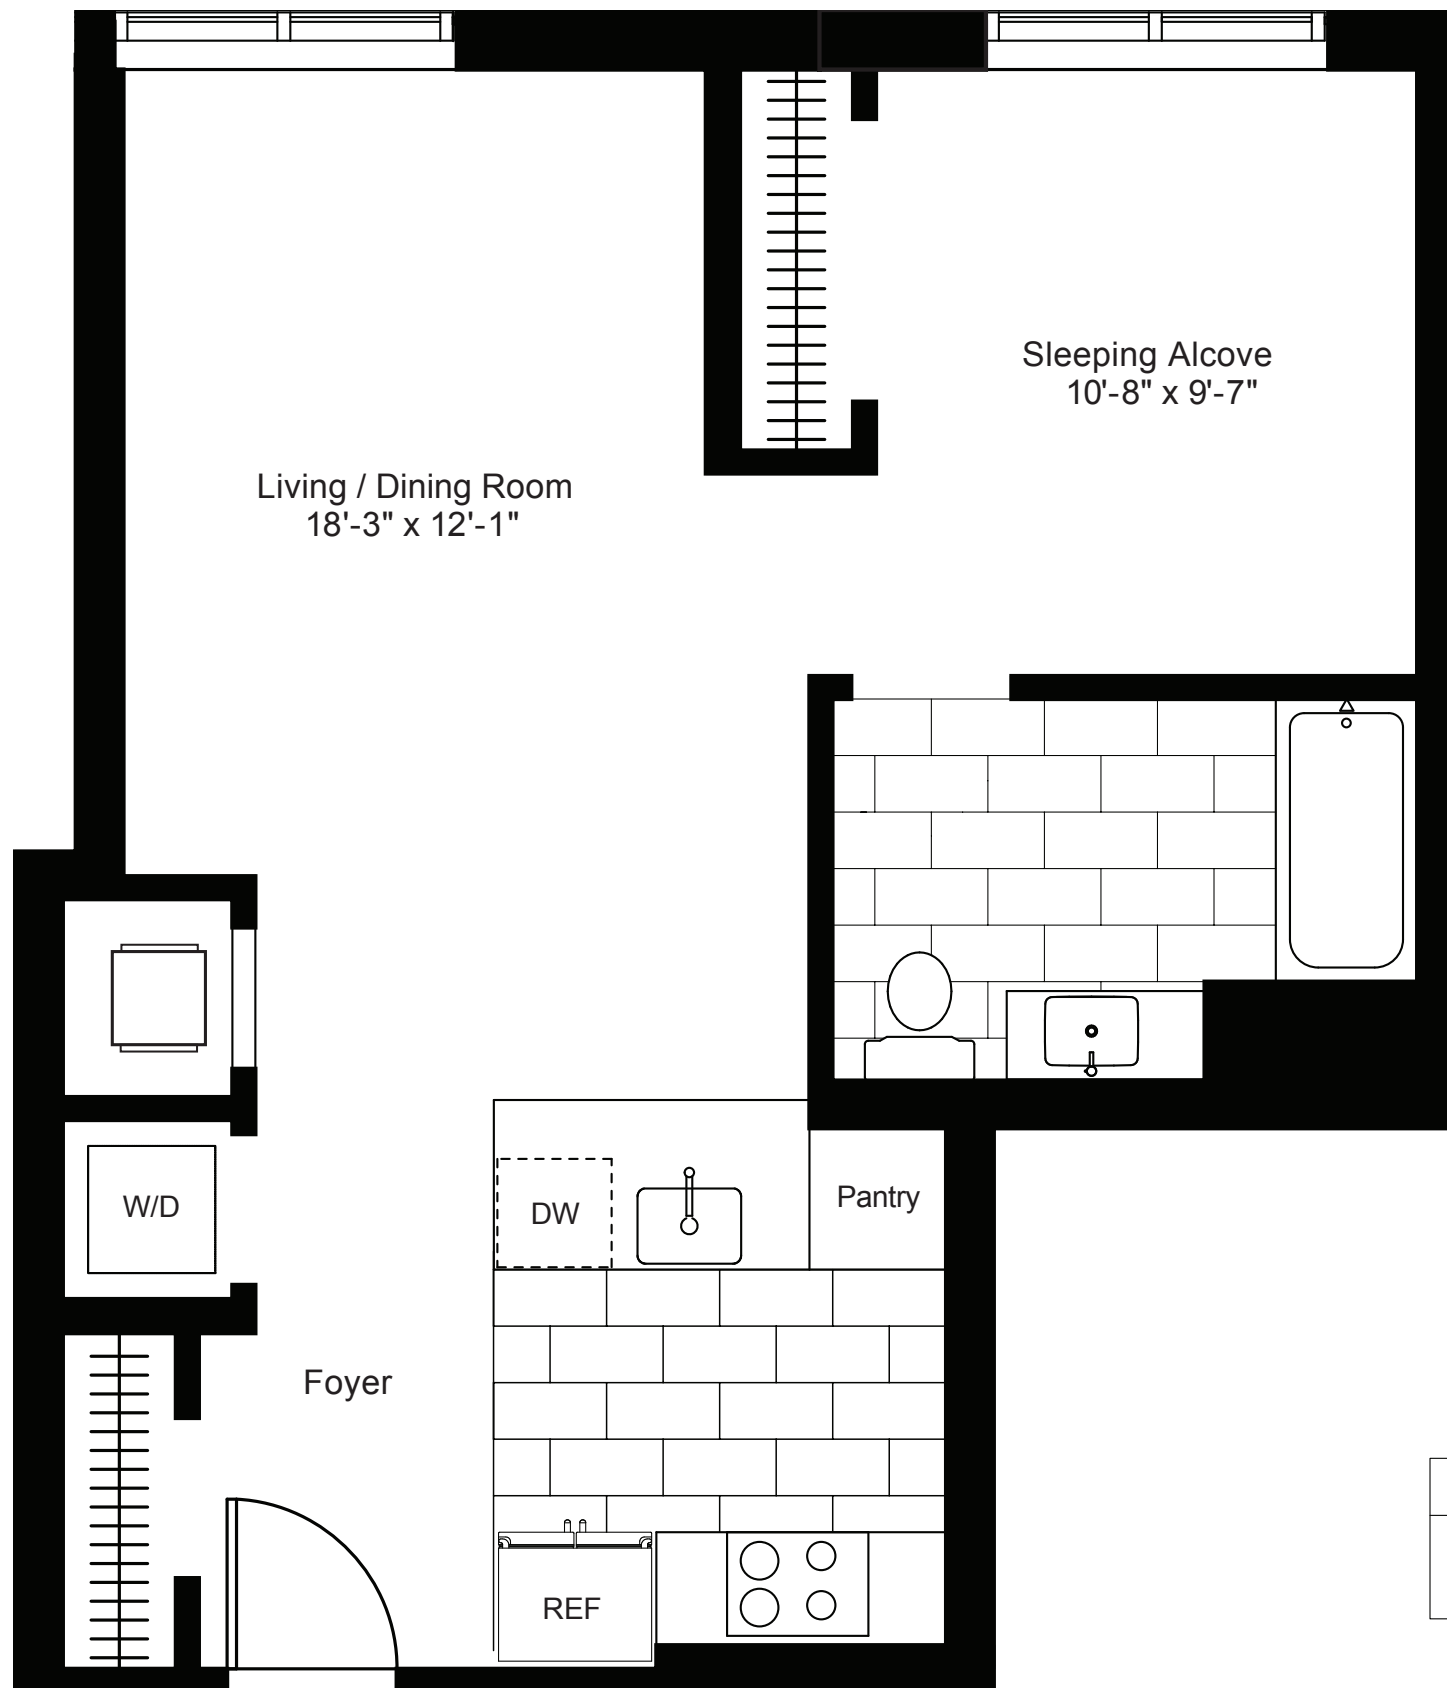 Sleeping Alcove
10'-8" x 9'-7"
Living / Dining Room
18'-3" x 12'-1"
W/D
DW
Pantry
Foyer
REF